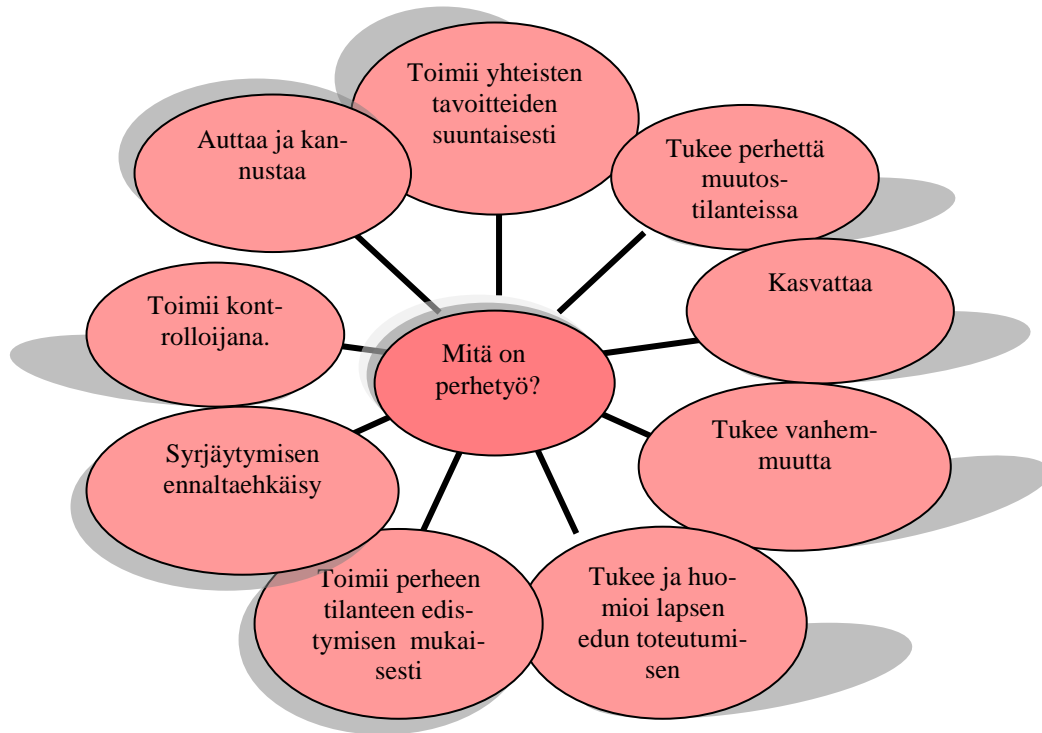 Toimii yhteisten
tavoitteiden
suuntaisesti
Auttaa ja kan-
nustaa
Tukee perhettä
muutos-
tilanteissa
Kasvattaa
Toimii kont-
rolloijana.
Mitä on
perhetyö?
Tukee vanhem-
muutta
Syrjäytymisen
ennaltaehkäisy
Toimii perheen
tilanteen edis-
tymisen mukai-
sesti
Tukee ja huo-
mioi lapsen
edun toteutumi-
sen